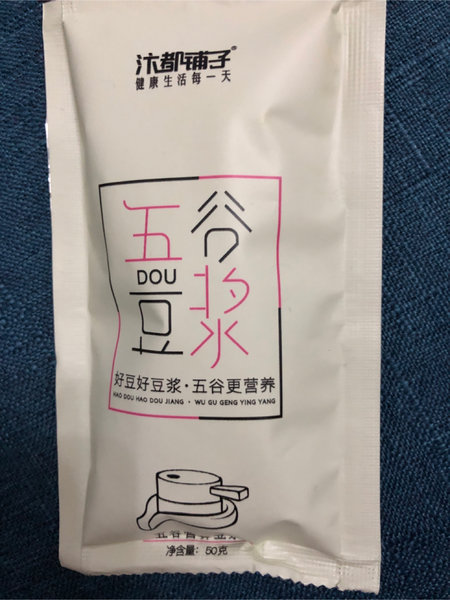 汴都铺子®
健康生活每一天
五谷
DOU
豆浆
好豆好豆浆·五谷更营养
HAO DOU HAO DOU JIANG · WU GU GENG YING YANG
净含量：50克